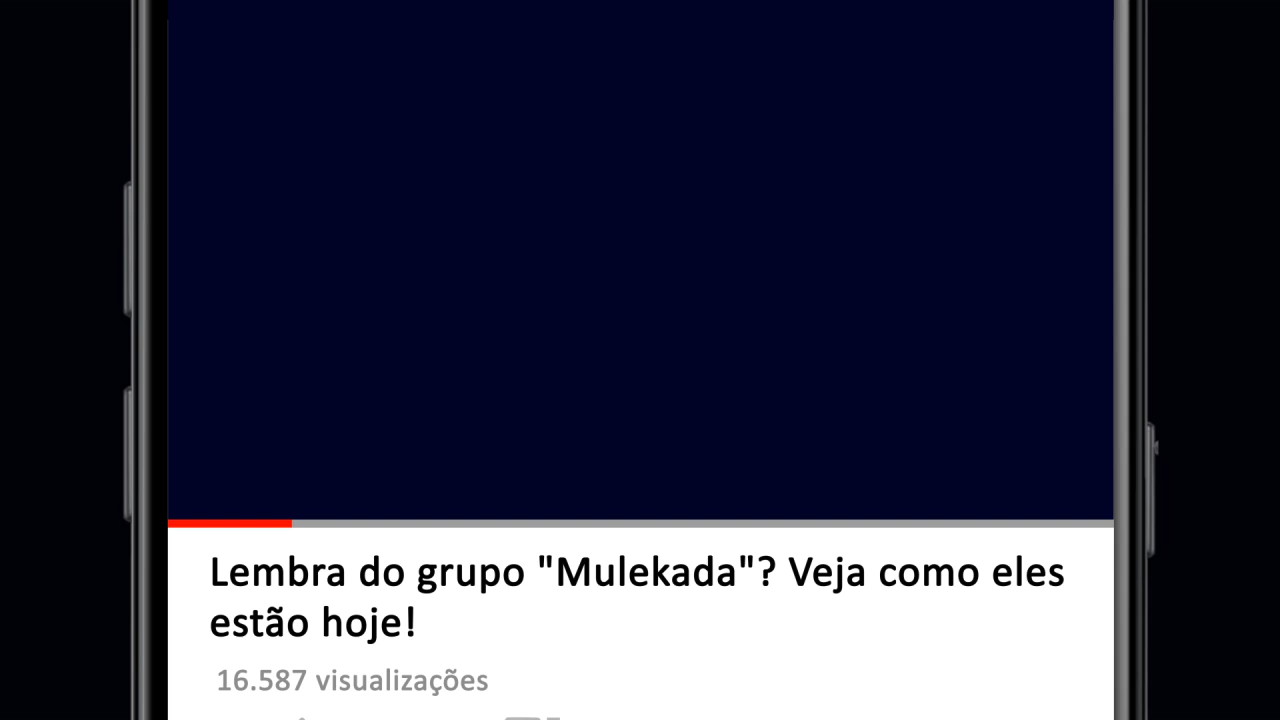 Lembra do grupo "Mulekada"? Veja como eles
estão hoje!
16.587 visualizações